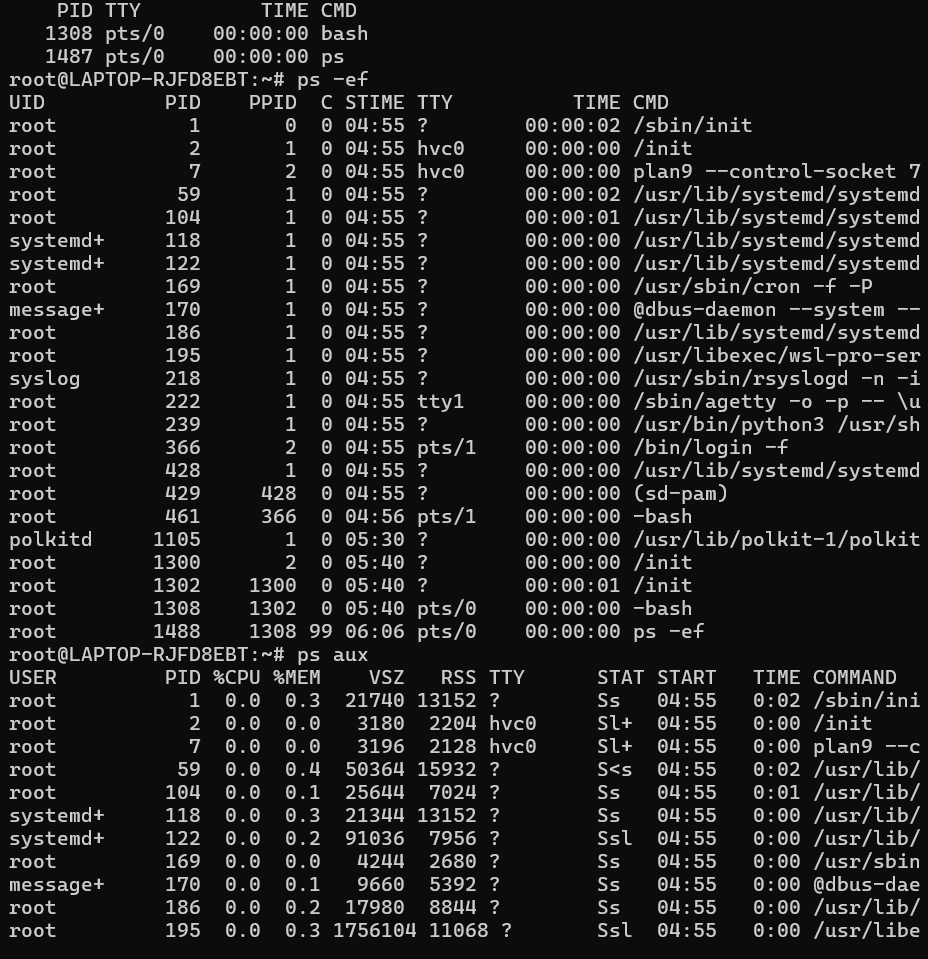 PID TTY          TIME CMD
   1308 pts/0    00:00:00 bash
   1487 pts/0    00:00:00 ps
root@LAPTOP-RJFD8EBT:~# ps -ef
UID          PID    PPID  C STIME TTY          TIME CMD
root           1       0  0 04:55 ?        00:00:02 /sbin/init
root           2       1  0 04:55 hvc0     00:00:00 /init
root           7       2  0 04:55 hvc0     00:00:00 plan9 --control-socket 7
root          59       1  0 04:55 ?        00:00:02 /usr/lib/systemd/systemd
root         104       1  0 04:55 ?        00:00:01 /usr/lib/systemd/systemd
systemd+     118       1  0 04:55 ?        00:00:00 /usr/lib/systemd/systemd
systemd+     122       1  0 04:55 ?        00:00:00 /usr/lib/systemd/systemd
root         169       1  0 04:55 ?        00:00:00 /usr/sbin/cron -f -P
message+     170       1  0 04:55 ?        00:00:00 @dbus-daemon --system --
root         186       1  0 04:55 ?        00:00:00 /usr/lib/systemd/systemd
root         195       1  0 04:55 ?        00:00:00 /usr/libexec/wsl-pro-ser
syslog       218       1  0 04:55 ?        00:00:00 /usr/sbin/rsyslogd -n -i
root         222       1  0 04:55 tty1     00:00:00 /sbin/agetty -o -p -- \u
root         239       1  0 04:55 ?        00:00:00 /usr/bin/python3 /usr/sh
root         366       2  0 04:55 pts/1    00:00:00 /bin/login -f
root         428       1  0 04:55 ?        00:00:00 /usr/lib/systemd/systemd
root         429     428  0 04:55 ?        00:00:00 (sd-pam)
root         461     366  0 04:56 pts/1    00:00:00 -bash
polkitd     1105       1  0 05:30 ?        00:00:00 /usr/lib/polkit-1/polkit
root        1300       2  0 05:40 ?        00:00:00 /init
root        1302    1300  0 05:40 ?        00:00:01 /init
root        1308    1302  0 05:40 pts/0    00:00:00 -bash
root        1488    1308 99 06:06 pts/0    00:00:00 ps -ef
root@LAPTOP-RJFD8EBT:~# ps aux
USER         PID %CPU %MEM    VSZ   RSS TTY      STAT START   TIME COMMAND
root           1  0.0  0.3  21740 13152 ?        Ss   04:55   0:02 /sbin/ini
root           2  0.0  0.0   3180  2204 hvc0     Sl+  04:55   0:00 /init
root           7  0.0  0.0   3196  2128 hvc0     Sl+  04:55   0:00 plan9 --c
root          59  0.0  0.4  50364 15932 ?        S<s  04:55   0:02 /usr/lib/
root         104  0.0  0.1  25644  7024 ?        Ss   04:55   0:01 /usr/lib/
systemd+     118  0.0  0.3  21344 13152 ?        Ss   04:55   0:00 /usr/lib/
systemd+     122  0.0  0.2  91036  7956 ?        Ssl  04:55   0:00 /usr/lib/
root         169  0.0  0.0   4244  2680 ?        Ss   04:55   0:00 /usr/sbin
message+     170  0.0  0.1   9660  5392 ?        Ss   04:55   0:00 @dbus-dae
root         186  0.0  0.2  17980  8844 ?        Ss   04:55   0:00 /usr/lib/
root         195  0.0  0.3 1756104 11068 ?       Ssl  04:55   0:00 /usr/libe